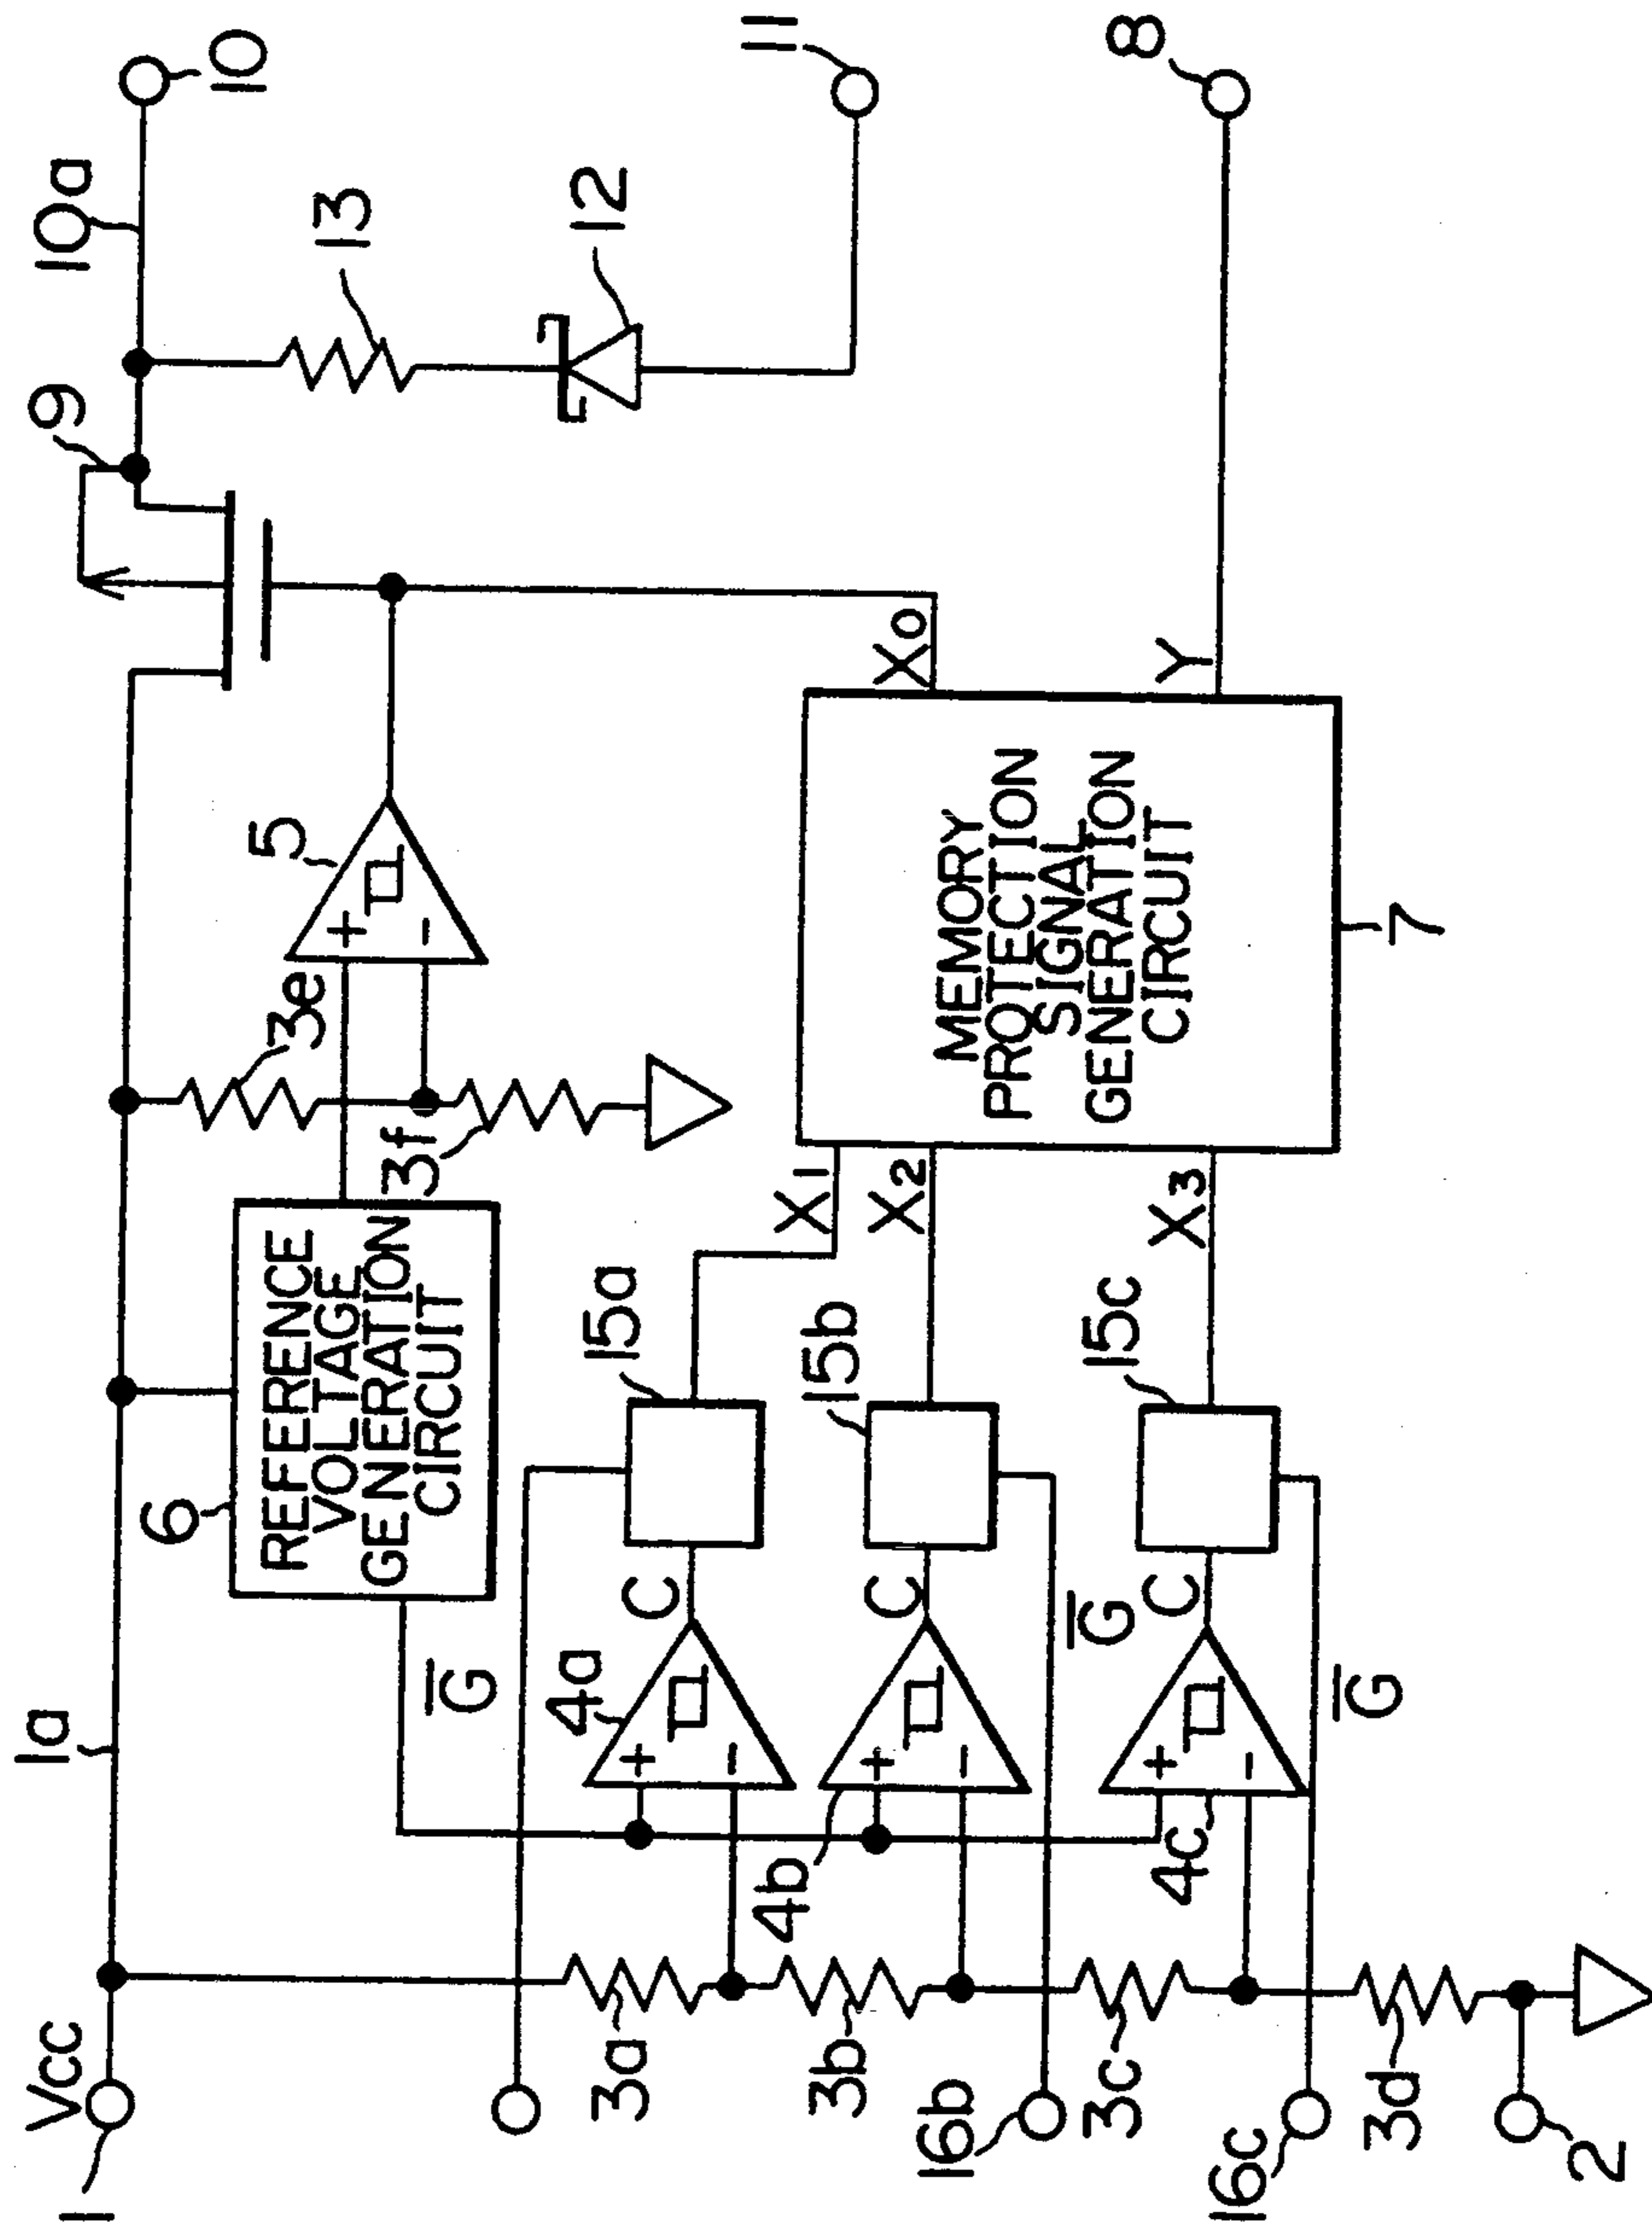 Vcc
1
1a
9
10a
10
6
REFERENCE
VOLTAGE
GENERATION
CIRCUIT
3e
3f
5
+
−
13
12
11
G̅
4a
+
−
C
15a
X1
X0
3a
4b
+
−
C
15b
X2
MEMORY
PROTECTION
SIGNAL
GENERATION
CIRCUIT
7
Y
8
3b
16b
G̅
3c
4c
+
−
C
15c
X3
16c
G̅
3d
2